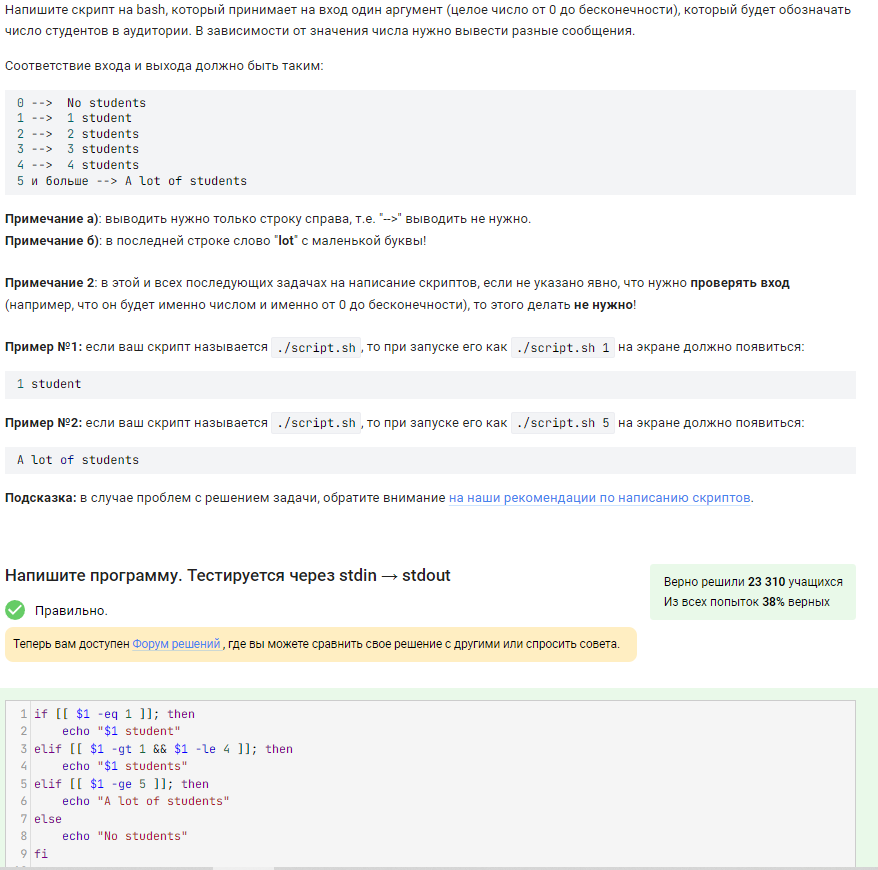 Напишите скрипт на bash, который принимает на вход один аргумент (целое число от 0 до бесконечности), который будет обозначать
число студентов в аудитории. В зависимости от значения числа нужно вывести разные сообщения.
Соответствие входа и выхода должно быть таким:
0 -->  No students
1 -->  1 student
2 -->  2 students
3 -->  3 students
4 -->  4 students
5 и больше --> A lot of students
Примечание а): выводить нужно только строку справа, т.е. "-->" выводить не нужно.
Примечание б): в последней строке слово "lot" с маленькой буквы!
Примечание 2: в этой и всех последующих задачах на написание скриптов, если не указано явно, что нужно проверять вход
(например, что он будет именно числом и именно от 0 до бесконечности), то этого делать не нужно!
Пример №1: если ваш скрипт называется ./script.sh, то при запуске его как ./script.sh 1 на экране должно появиться:
1 student
Пример №2: если ваш скрипт называется ./script.sh, то при запуске его как ./script.sh 5 на экране должно появиться:
A lot of students
Подсказка: в случае проблем с решением задачи, обратите внимание на наши рекомендации по написанию скриптов.
Напишите программу. Тестируется через stdin → stdout
Верно решили 23 310 учащихся
Из всех попыток 38% верных
Правильно.
Теперь вам доступен Форум решений, где вы можете сравнить свое решение с другими или спросить совета.
1 if [[ $1 -eq 1 ]]; then
2     echo "$1 student"
3 elif [[ $1 -gt 1 && $1 -le 4 ]]; then
4     echo "$1 students"
5 elif [[ $1 -ge 5 ]]; then
6     echo "A lot of students"
7 else
8     echo "No students"
9 fi